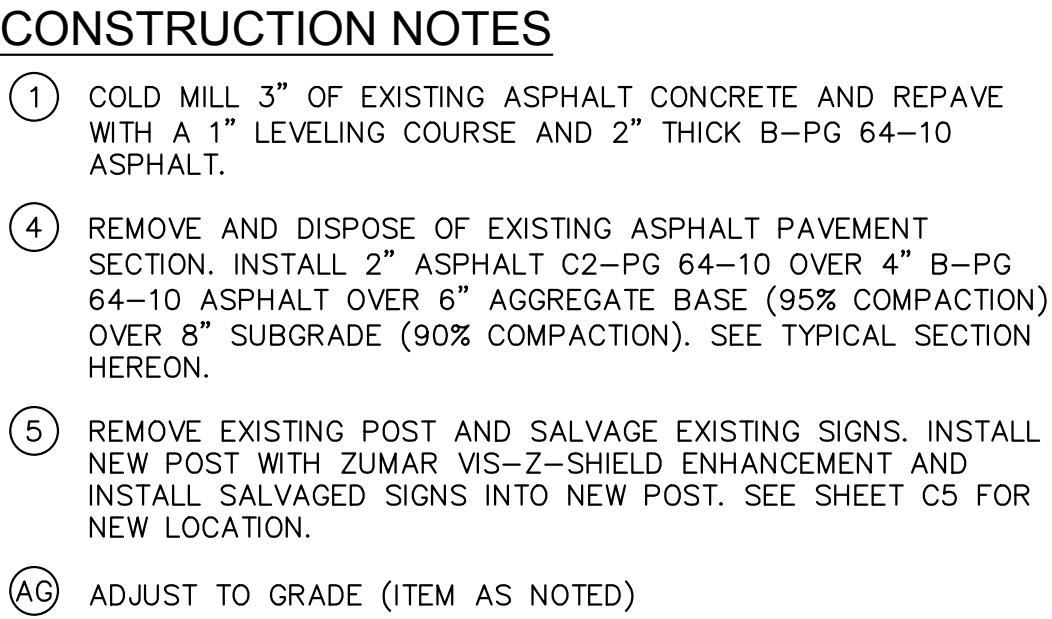 CONSTRUCTION NOTES
1 COLD MILL 3" OF EXISTING ASPHALT CONCRETE AND REPAVE
WITH A 1" LEVELING COURSE AND 2" THICK B-PG 64-10
ASPHALT.
4 REMOVE AND DISPOSE OF EXISTING ASPHALT PAVEMENT
SECTION. INSTALL 2" ASPHALT C2-PG 64-10 OVER 4" B-PG
64-10 ASPHALT OVER 6" AGGREGATE BASE (95% COMPACTION)
OVER 8" SUBGRADE (90% COMPACTION). SEE TYPICAL SECTION
HEREON.
5 REMOVE EXISTING POST AND SALVAGE EXISTING SIGNS. INSTALL
NEW POST WITH ZUMAR VIS-Z-SHIELD ENHANCEMENT AND
INSTALL SALVAGED SIGNS INTO NEW POST. SEE SHEET C5 FOR
NEW LOCATION.
AG ADJUST TO GRADE (ITEM AS NOTED)